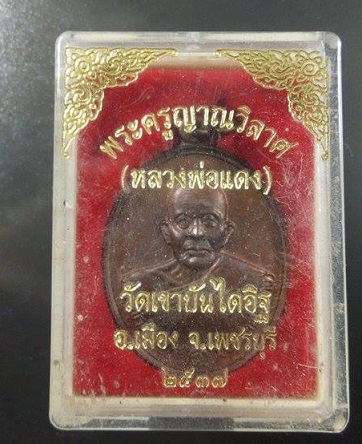 พระครูญาณวิลาศ
(หลวงพ่อแดง)
วัดเขาบันไดอิฐ
อ.เมือง จ.เพชรบุรี
๒๕๓๗